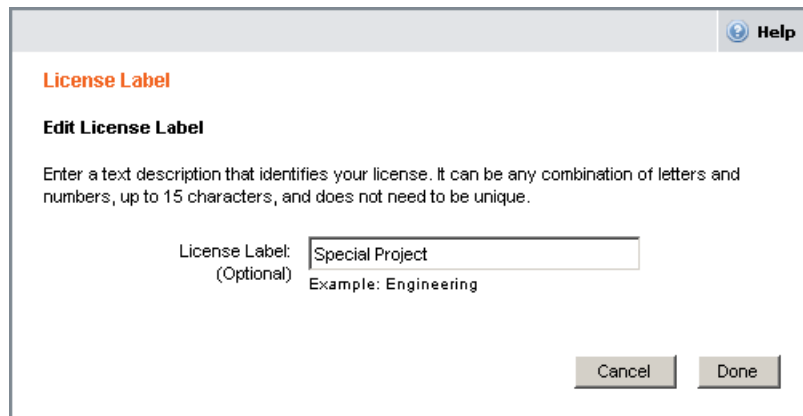 Help
License Label
Edit License Label
Enter a text description that identifies your license. It can be any combination of letters and
numbers, up to 15 characters, and does not need to be unique.
License Label: Special Project
(Optional)
Example: Engineering
Cancel Done